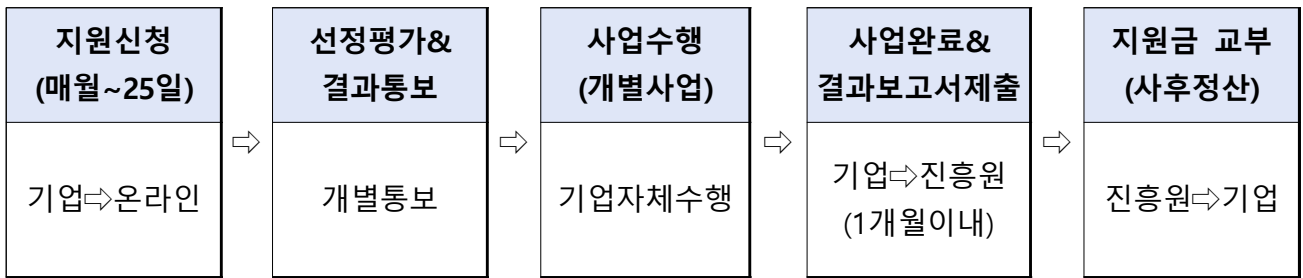 지원신청
(매월~25일)
기업⇨온라인
⇨
선정평가&
결과통보
개별통보
⇨
사업수행
(개별사업)
기업자체수행
⇨
사업완료&
결과보고서제출
기업⇨진흥원
(1개월이내)
⇨
지원금 교부
(사후정산)
진흥원⇨기업